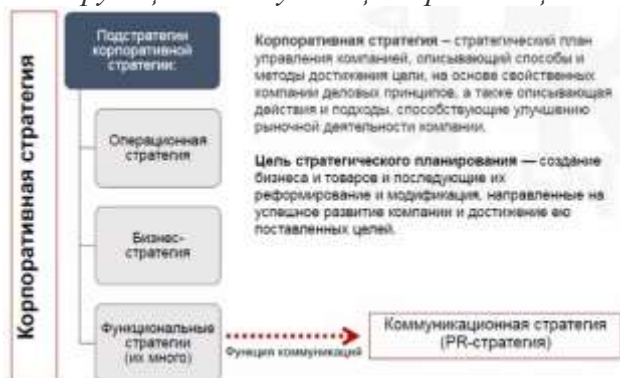 Корпоративная стратегия
Подстратегии
корпоративной
стратегии:
Операционная
стратегия
Бизнес-
стратегия
Функциональные
стратегии
(их много)
Корпоративная стратегия – стратегический план
управления компанией, описывающий способы и
методы достижения цели, на основе свойственных
компании деловых принципов, а также описывающая
действия и подходы, способствующие улучшению
рыночной деятельности компании.
Цель стратегического планирования — создание
бизнеса и товаров и последующие их
реформирование и модификация, направленные на
успешное развитие компании и достижение ею
поставленных целей.
Функция коммуникаций
Коммуникационная стратегия
(PR-стратегия)